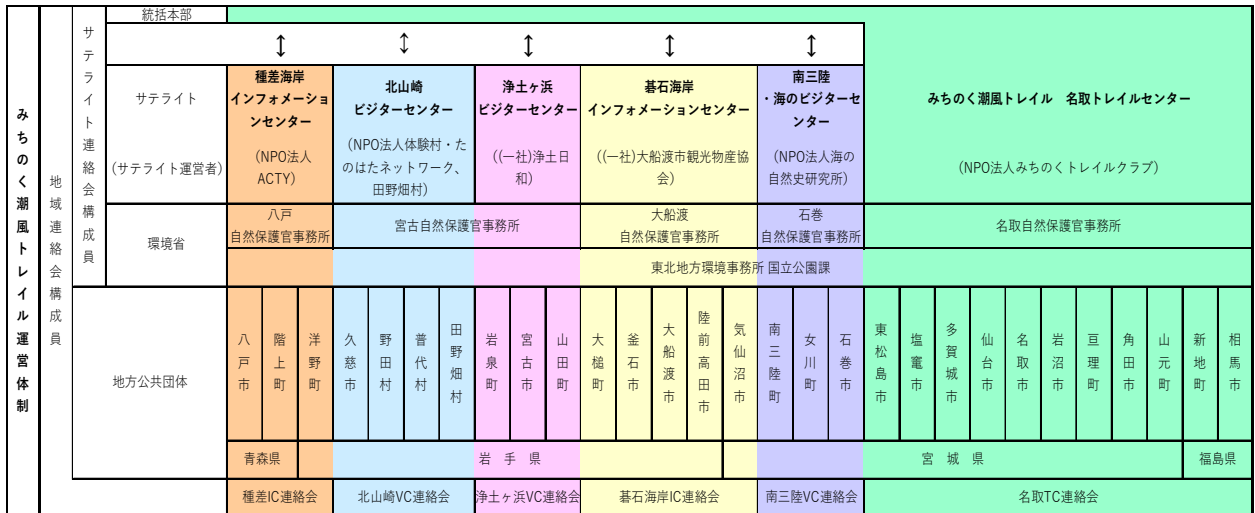 みちのく潮風トレイル運営体制
地域連絡会構成員
サテライト連絡会構成員
統括本部
↕ ↕ ↕ ↕ ↕
サテライト
(サテライト運営者)
種差海岸
インフォメーショ
ンセンター
(NPO法人
ACTY)
北山崎
ビジターセンター
(NPO法人体験村・た
のはたネットワーク、
田野畑村)
浄土ヶ浜
ビジターセンター
((一社)浄土日
和)
碁石海岸
インフォメーションセンター
((一社)大船渡市観光物産協
会)
南三陸
・海のビジターセ
ンター
(NPO法人海の
自然史研究所)
みちのく潮風トレイル 名取トレイルセンター
(NPO法人みちのくトレイルクラブ)
環境省
八戸
自然保護官事務所
宮古自然保護官事務所
大船渡
自然保護官事務所
石巻
自然保護官事務所
名取自然保護官事務所
東北地方環境事務所 国立公園課
地方公共団体
八戸市
階上町
洋野町
久慈市
野田村
普代村
田野畑村
岩泉町
宮古市
山田町
大槌町
釜石市
大船渡市
陸前高田市
気仙沼市
南三陸町
女川町
石巻市
東松島市
塩竈市
多賀城市
仙台市
名取市
岩沼市
亘理町
角田市
山元町
新地町
相馬市
青森県
岩 手 県
宮 城 県
福島県
種差IC連絡会
北山崎VC連絡会
浄土ヶ浜VC連絡会
碁石海岸IC連絡会
南三陸VC連絡会
名取TC連絡会